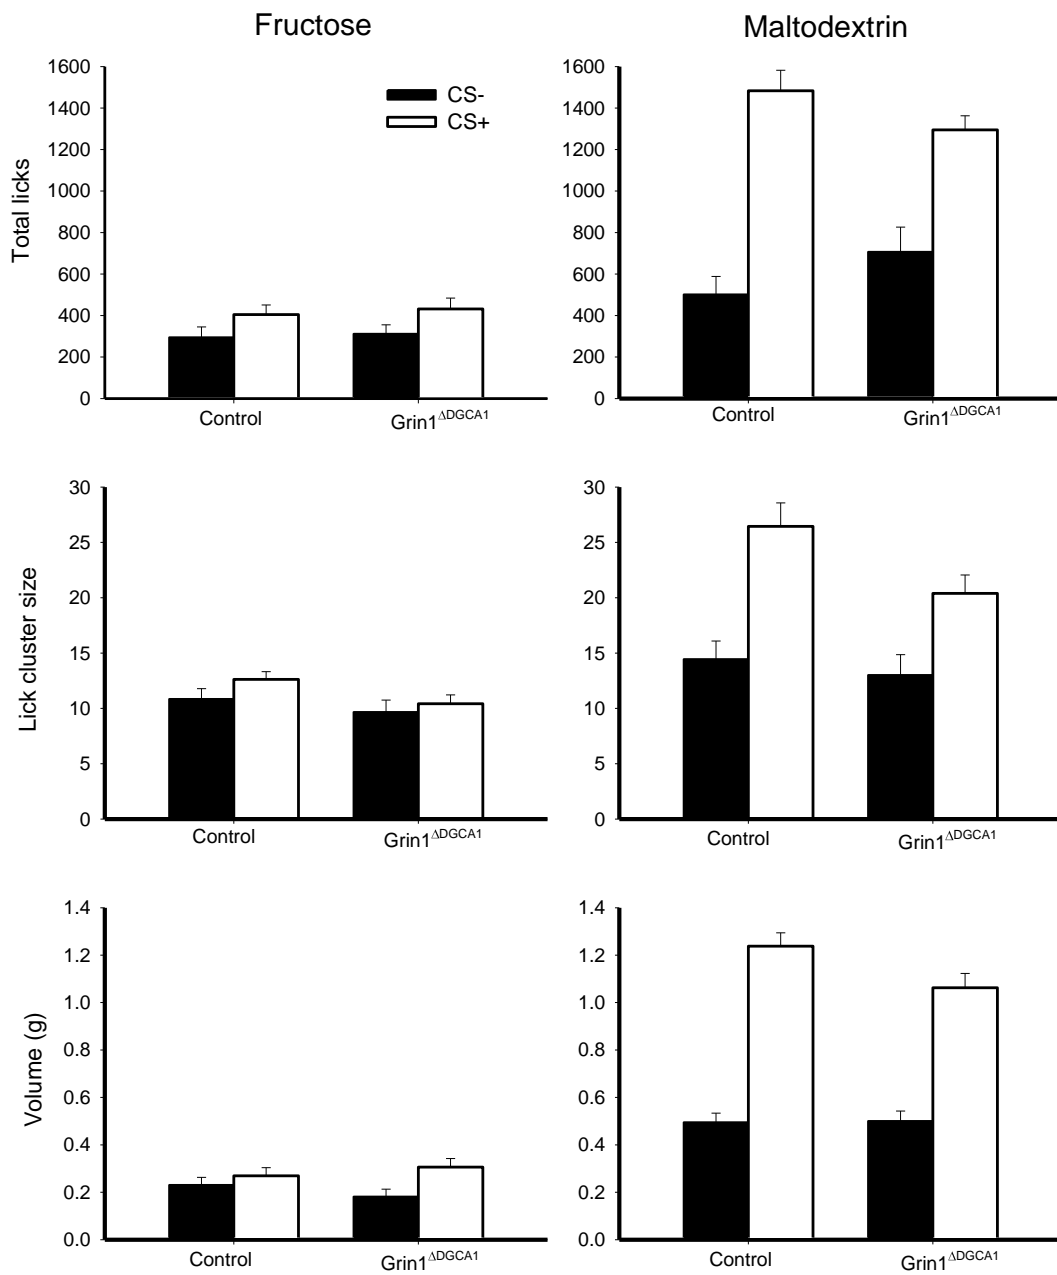 Fructose
Maltodextrin
Total licks
1600
1400
1200
1000
800
600
400
200
0
CS-
CS+
Control
Grin1ΔDGCA1
1600
1400
1200
1000
800
600
400
200
0
Control
Grin1ΔDGCA1
Lick cluster size
30
25
20
15
10
5
0
Control
Grin1ΔDGCA1
30
25
20
15
10
5
0
Control
Grin1ΔDGCA1
Volume (g)
1.4
1.2
1.0
0.8
0.6
0.4
0.2
0.0
Control
Grin1ΔDGCA1
1.4
1.2
1.0
0.8
0.6
0.4
0.2
0.0
Control
Grin1ΔDGCA1